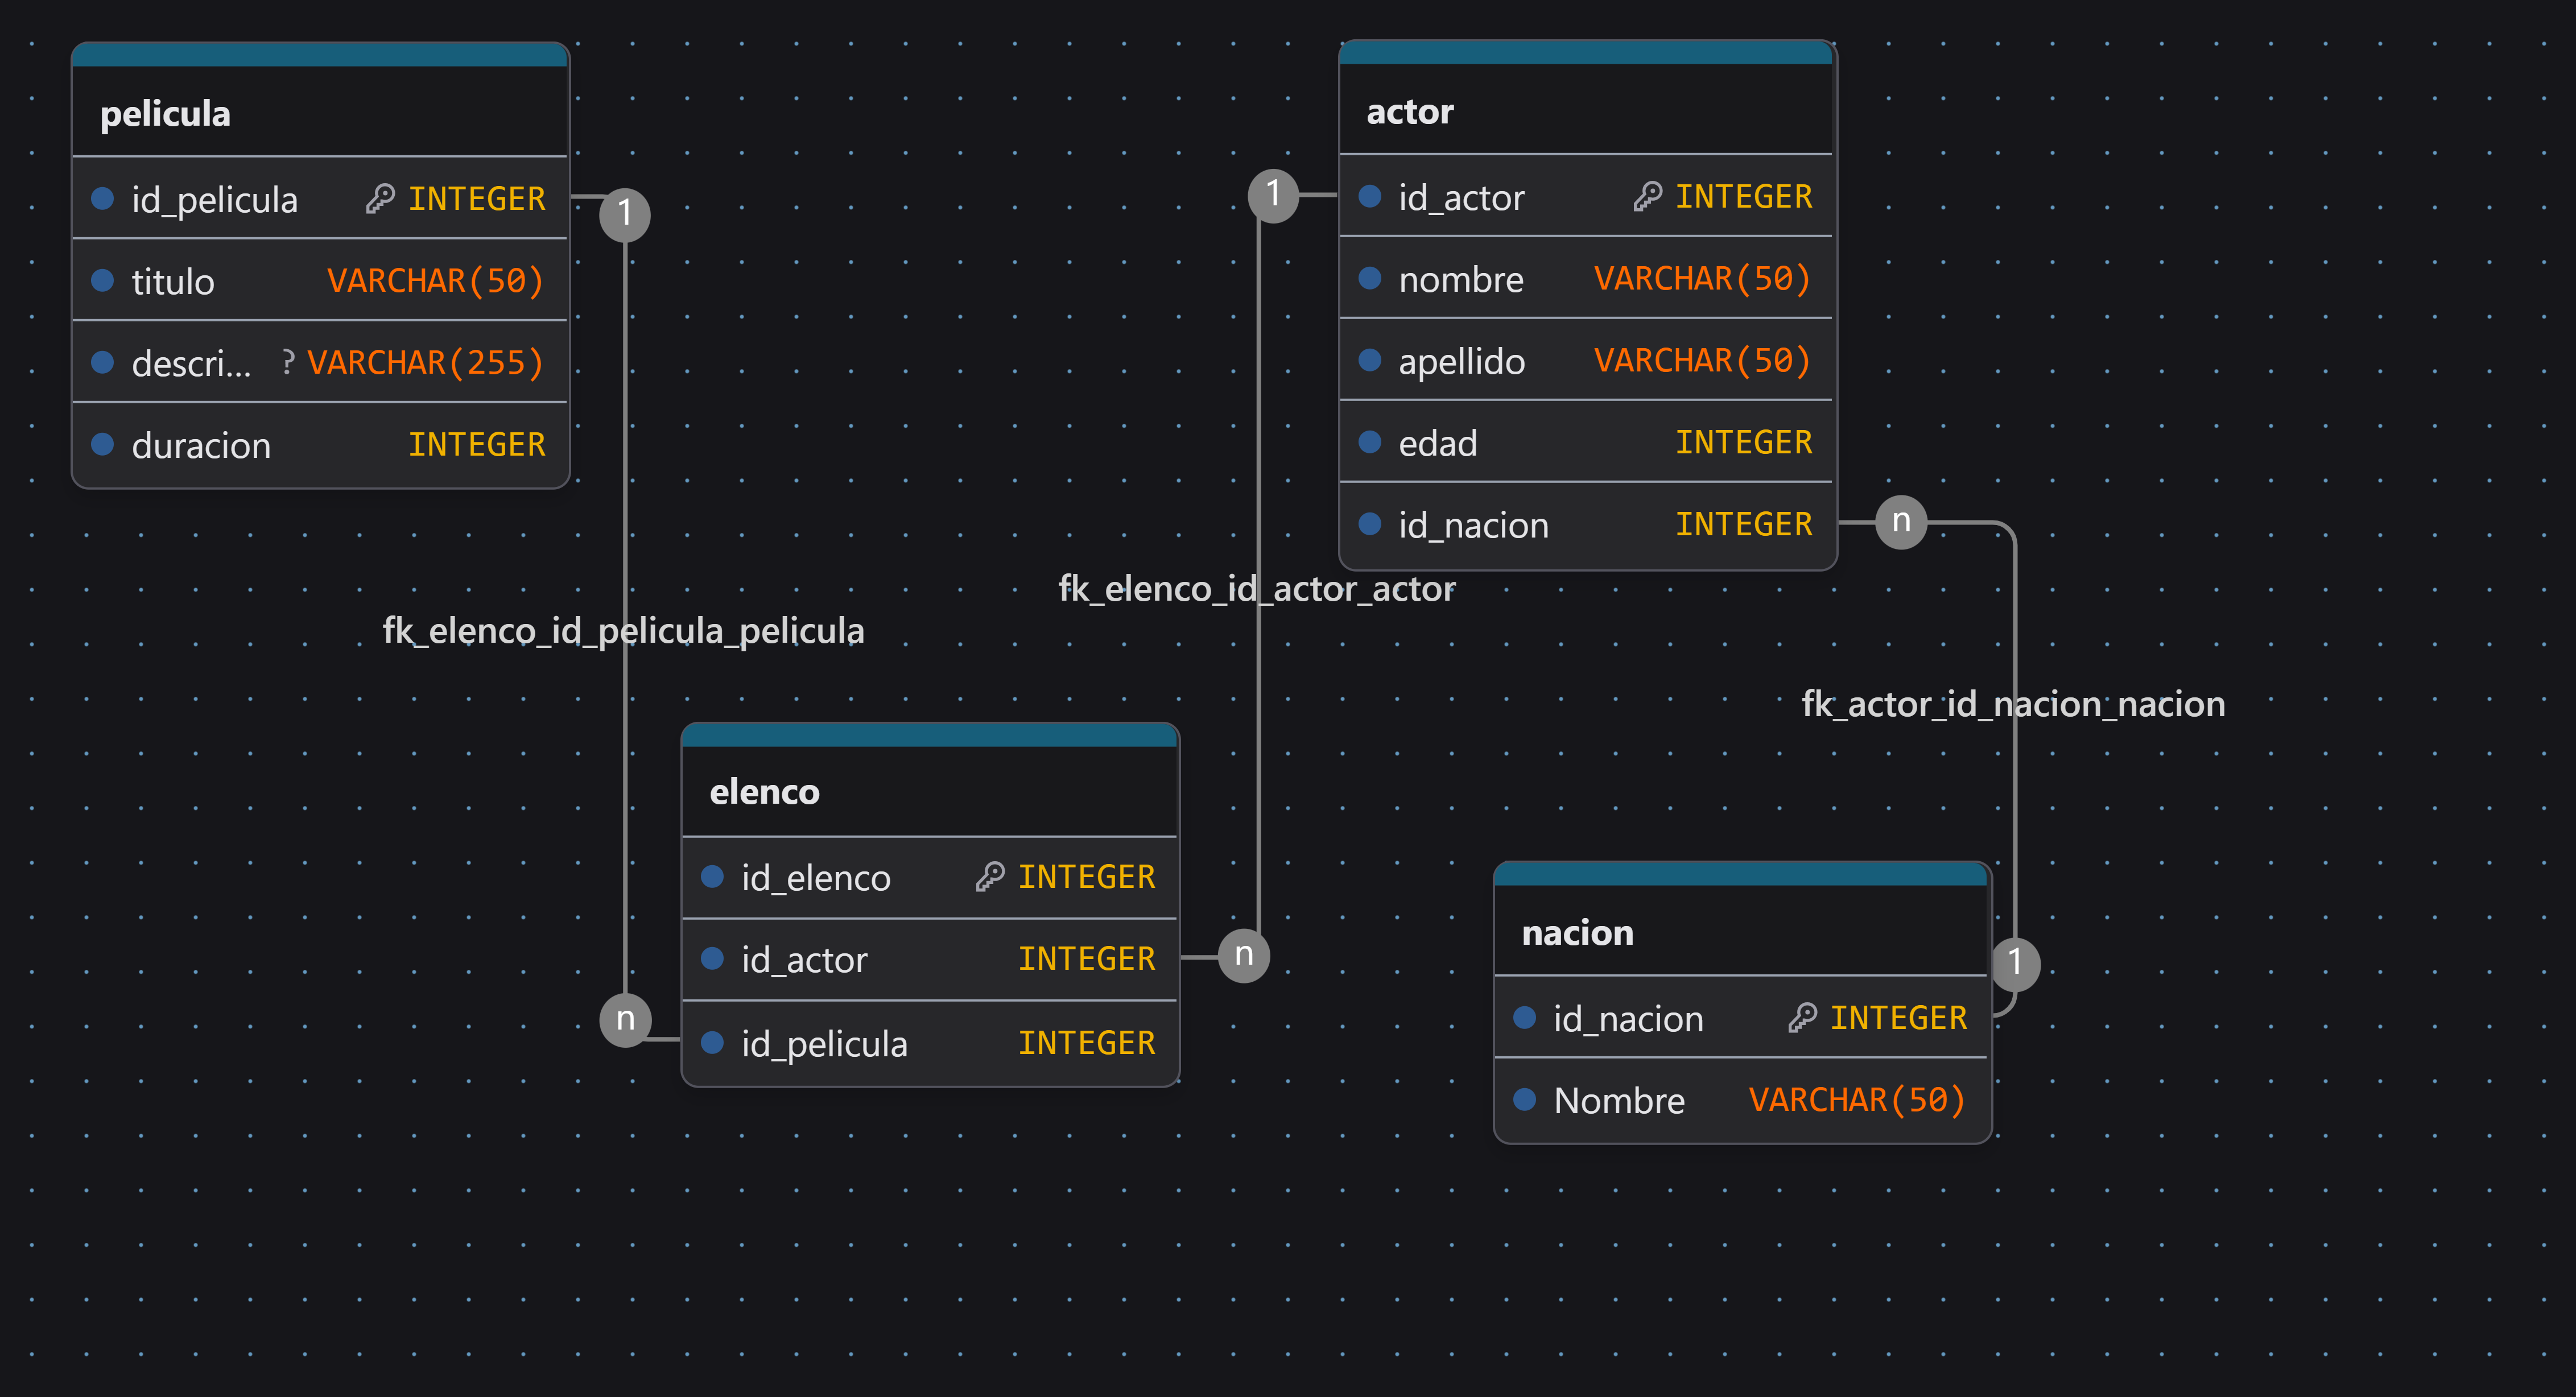 pelicula
id_pelicula INTEGER
titulo VARCHAR(50)
descri... ? VARCHAR(255)
duracion INTEGER
1
n
fk_elenco_id_pelicula_pelicula
elenco
id_elenco INTEGER
id_actor INTEGER
id_pelicula INTEGER
n
1
fk_elenco_id_actor_actor
actor
id_actor INTEGER
nombre VARCHAR(50)
apellido VARCHAR(50)
edad INTEGER
id_nacion INTEGER
n
1
fk_actor_id_nacion_nacion
nacion
id_nacion INTEGER
Nombre VARCHAR(50)